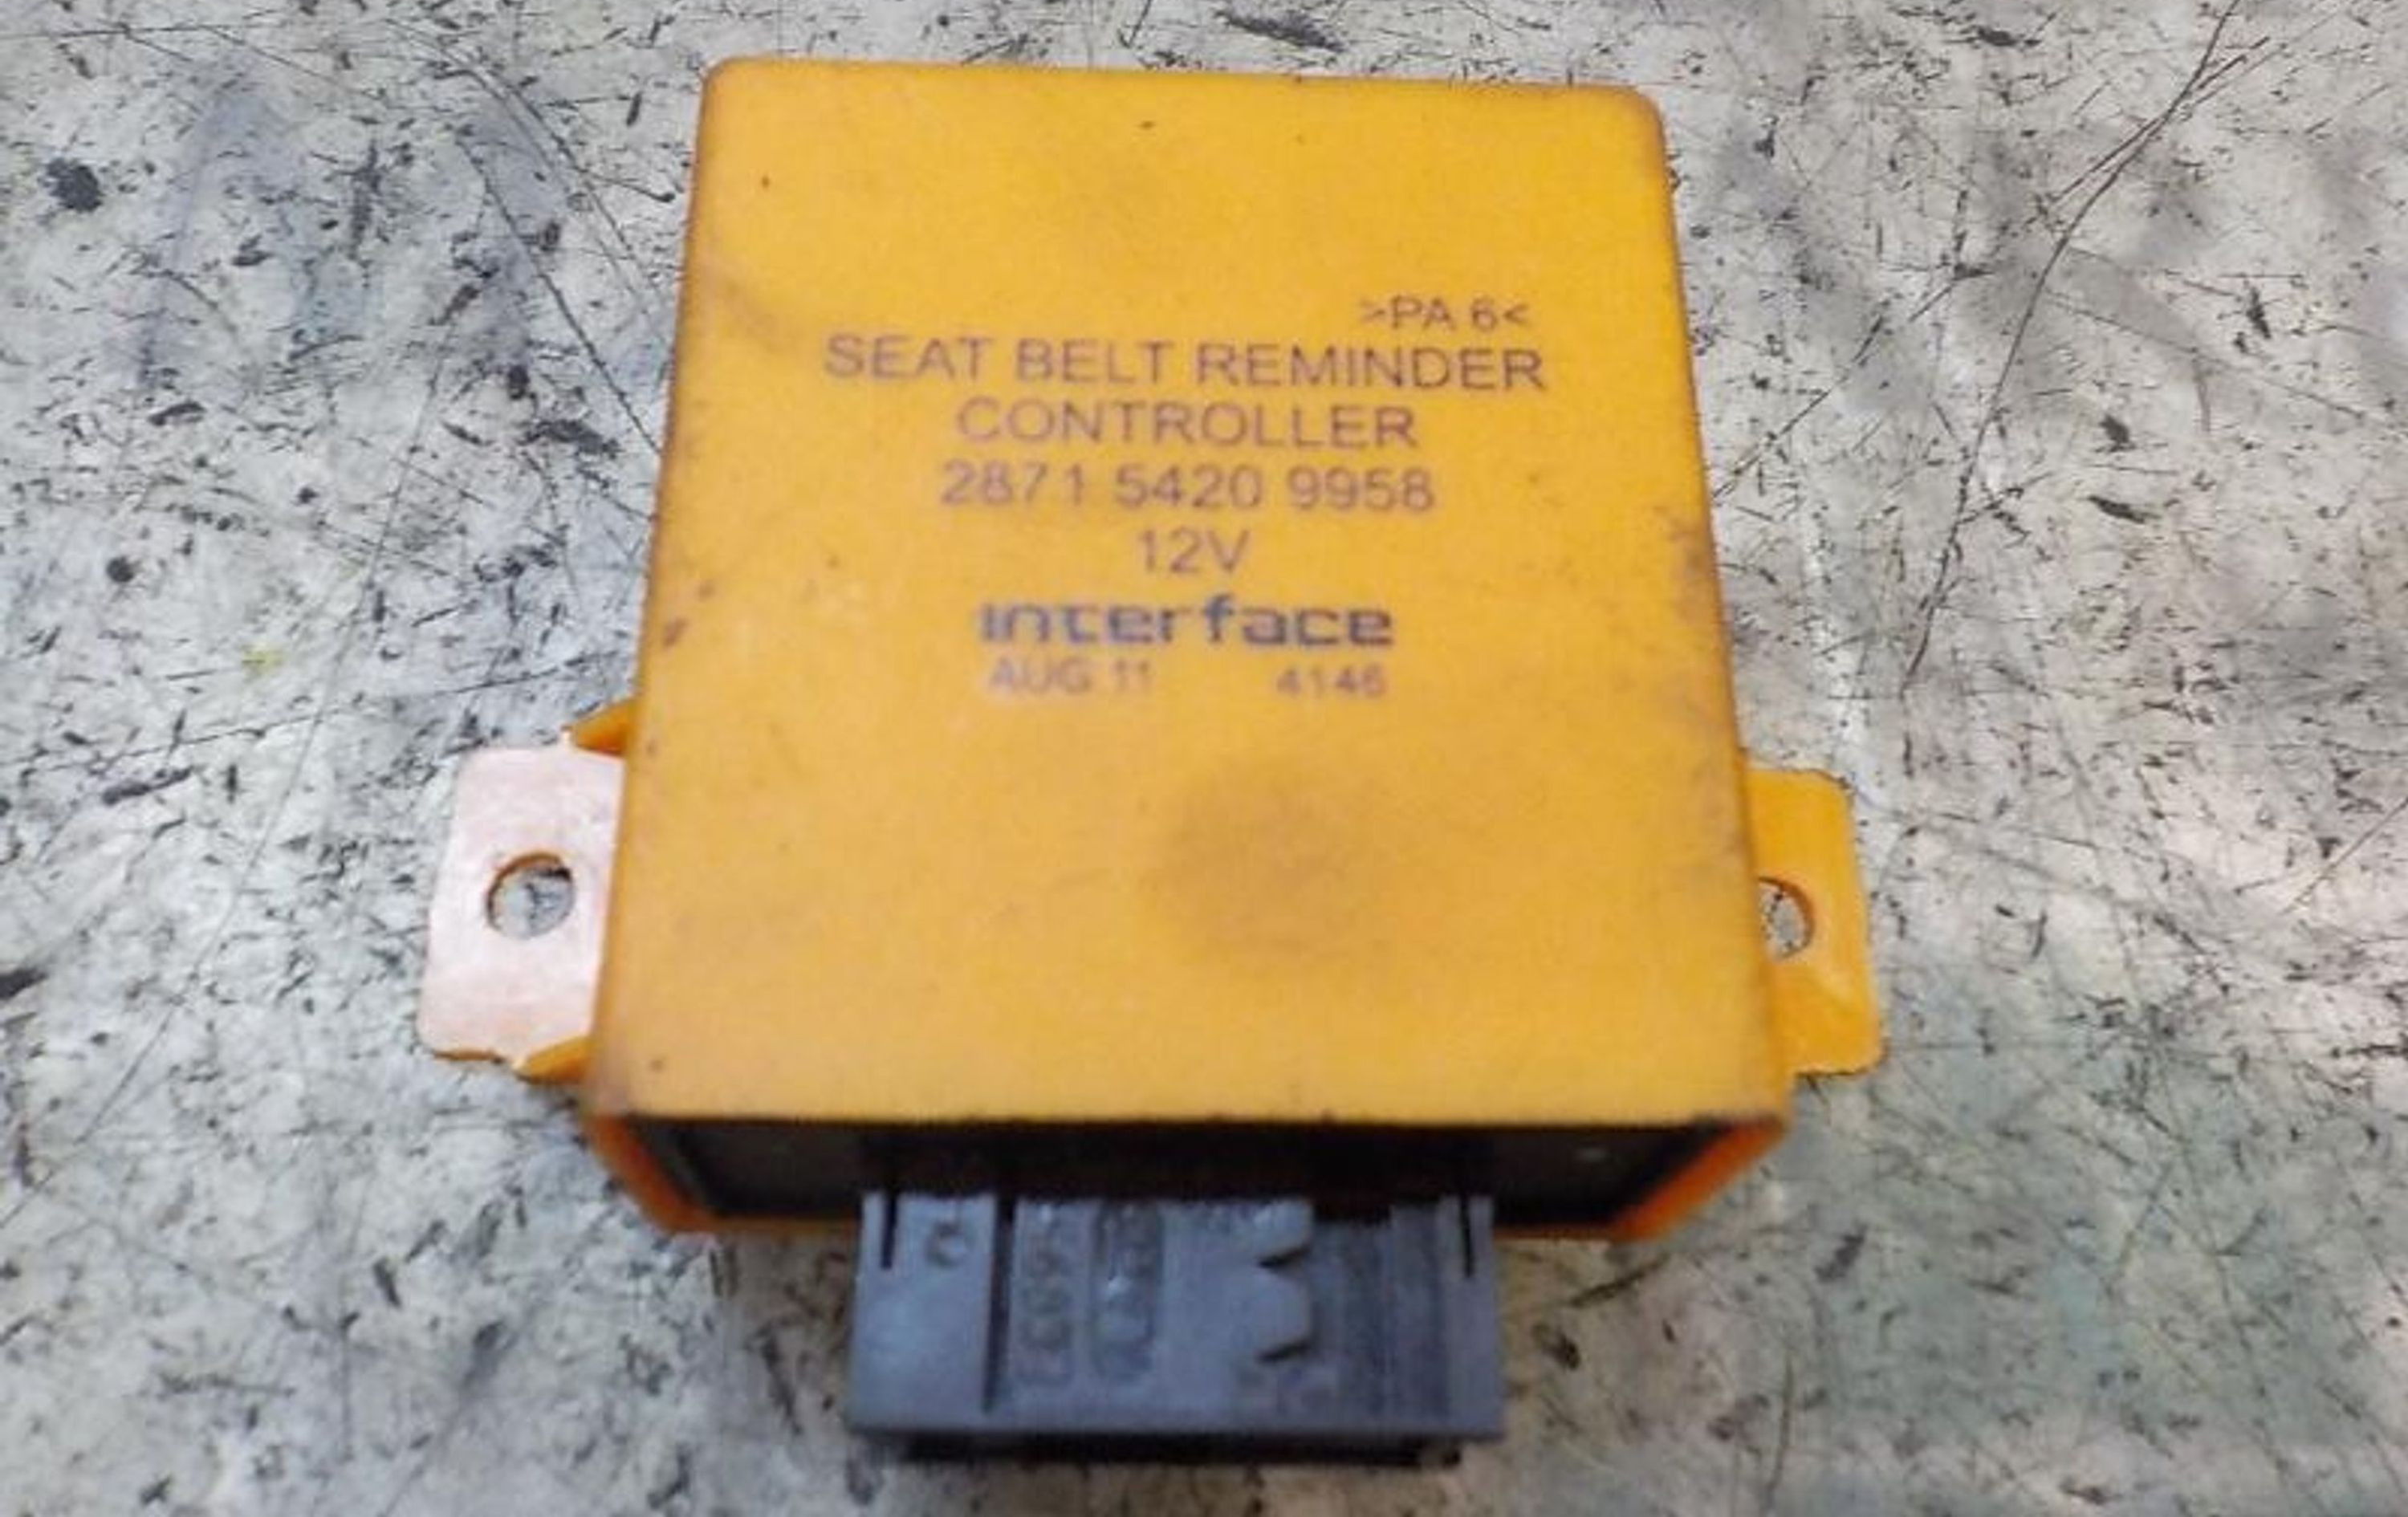 >PA 6<
SEAT BELT REMINDER
CONTROLLER
2871 5420 9958
12V
interface
AUG 11 4146